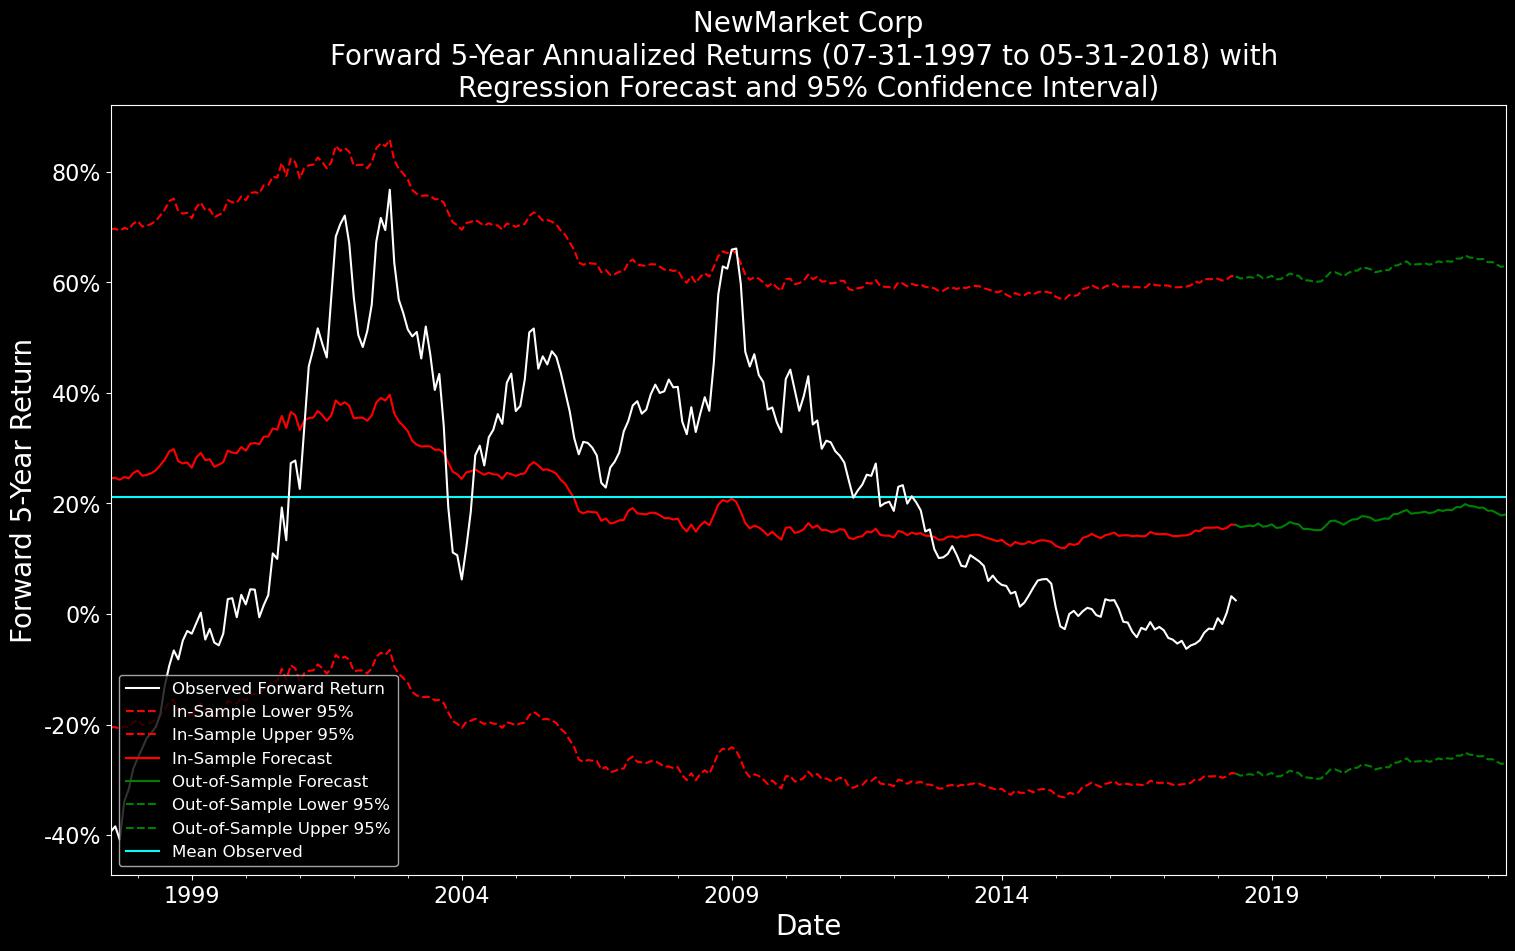 NewMarket Corp
Forward 5-Year Annualized Returns (07-31-1997 to 05-31-2018) with
Regression Forecast and 95% Confidence Interval)
Forward 5-Year Return
80%
60%
40%
20%
0%
-20%
-40%
Observed Forward Return
In-Sample Lower 95%
In-Sample Upper 95%
In-Sample Forecast
Out-of-Sample Forecast
Out-of-Sample Lower 95%
Out-of-Sample Upper 95%
Mean Observed
1999
2004
2009
2014
2019
Date